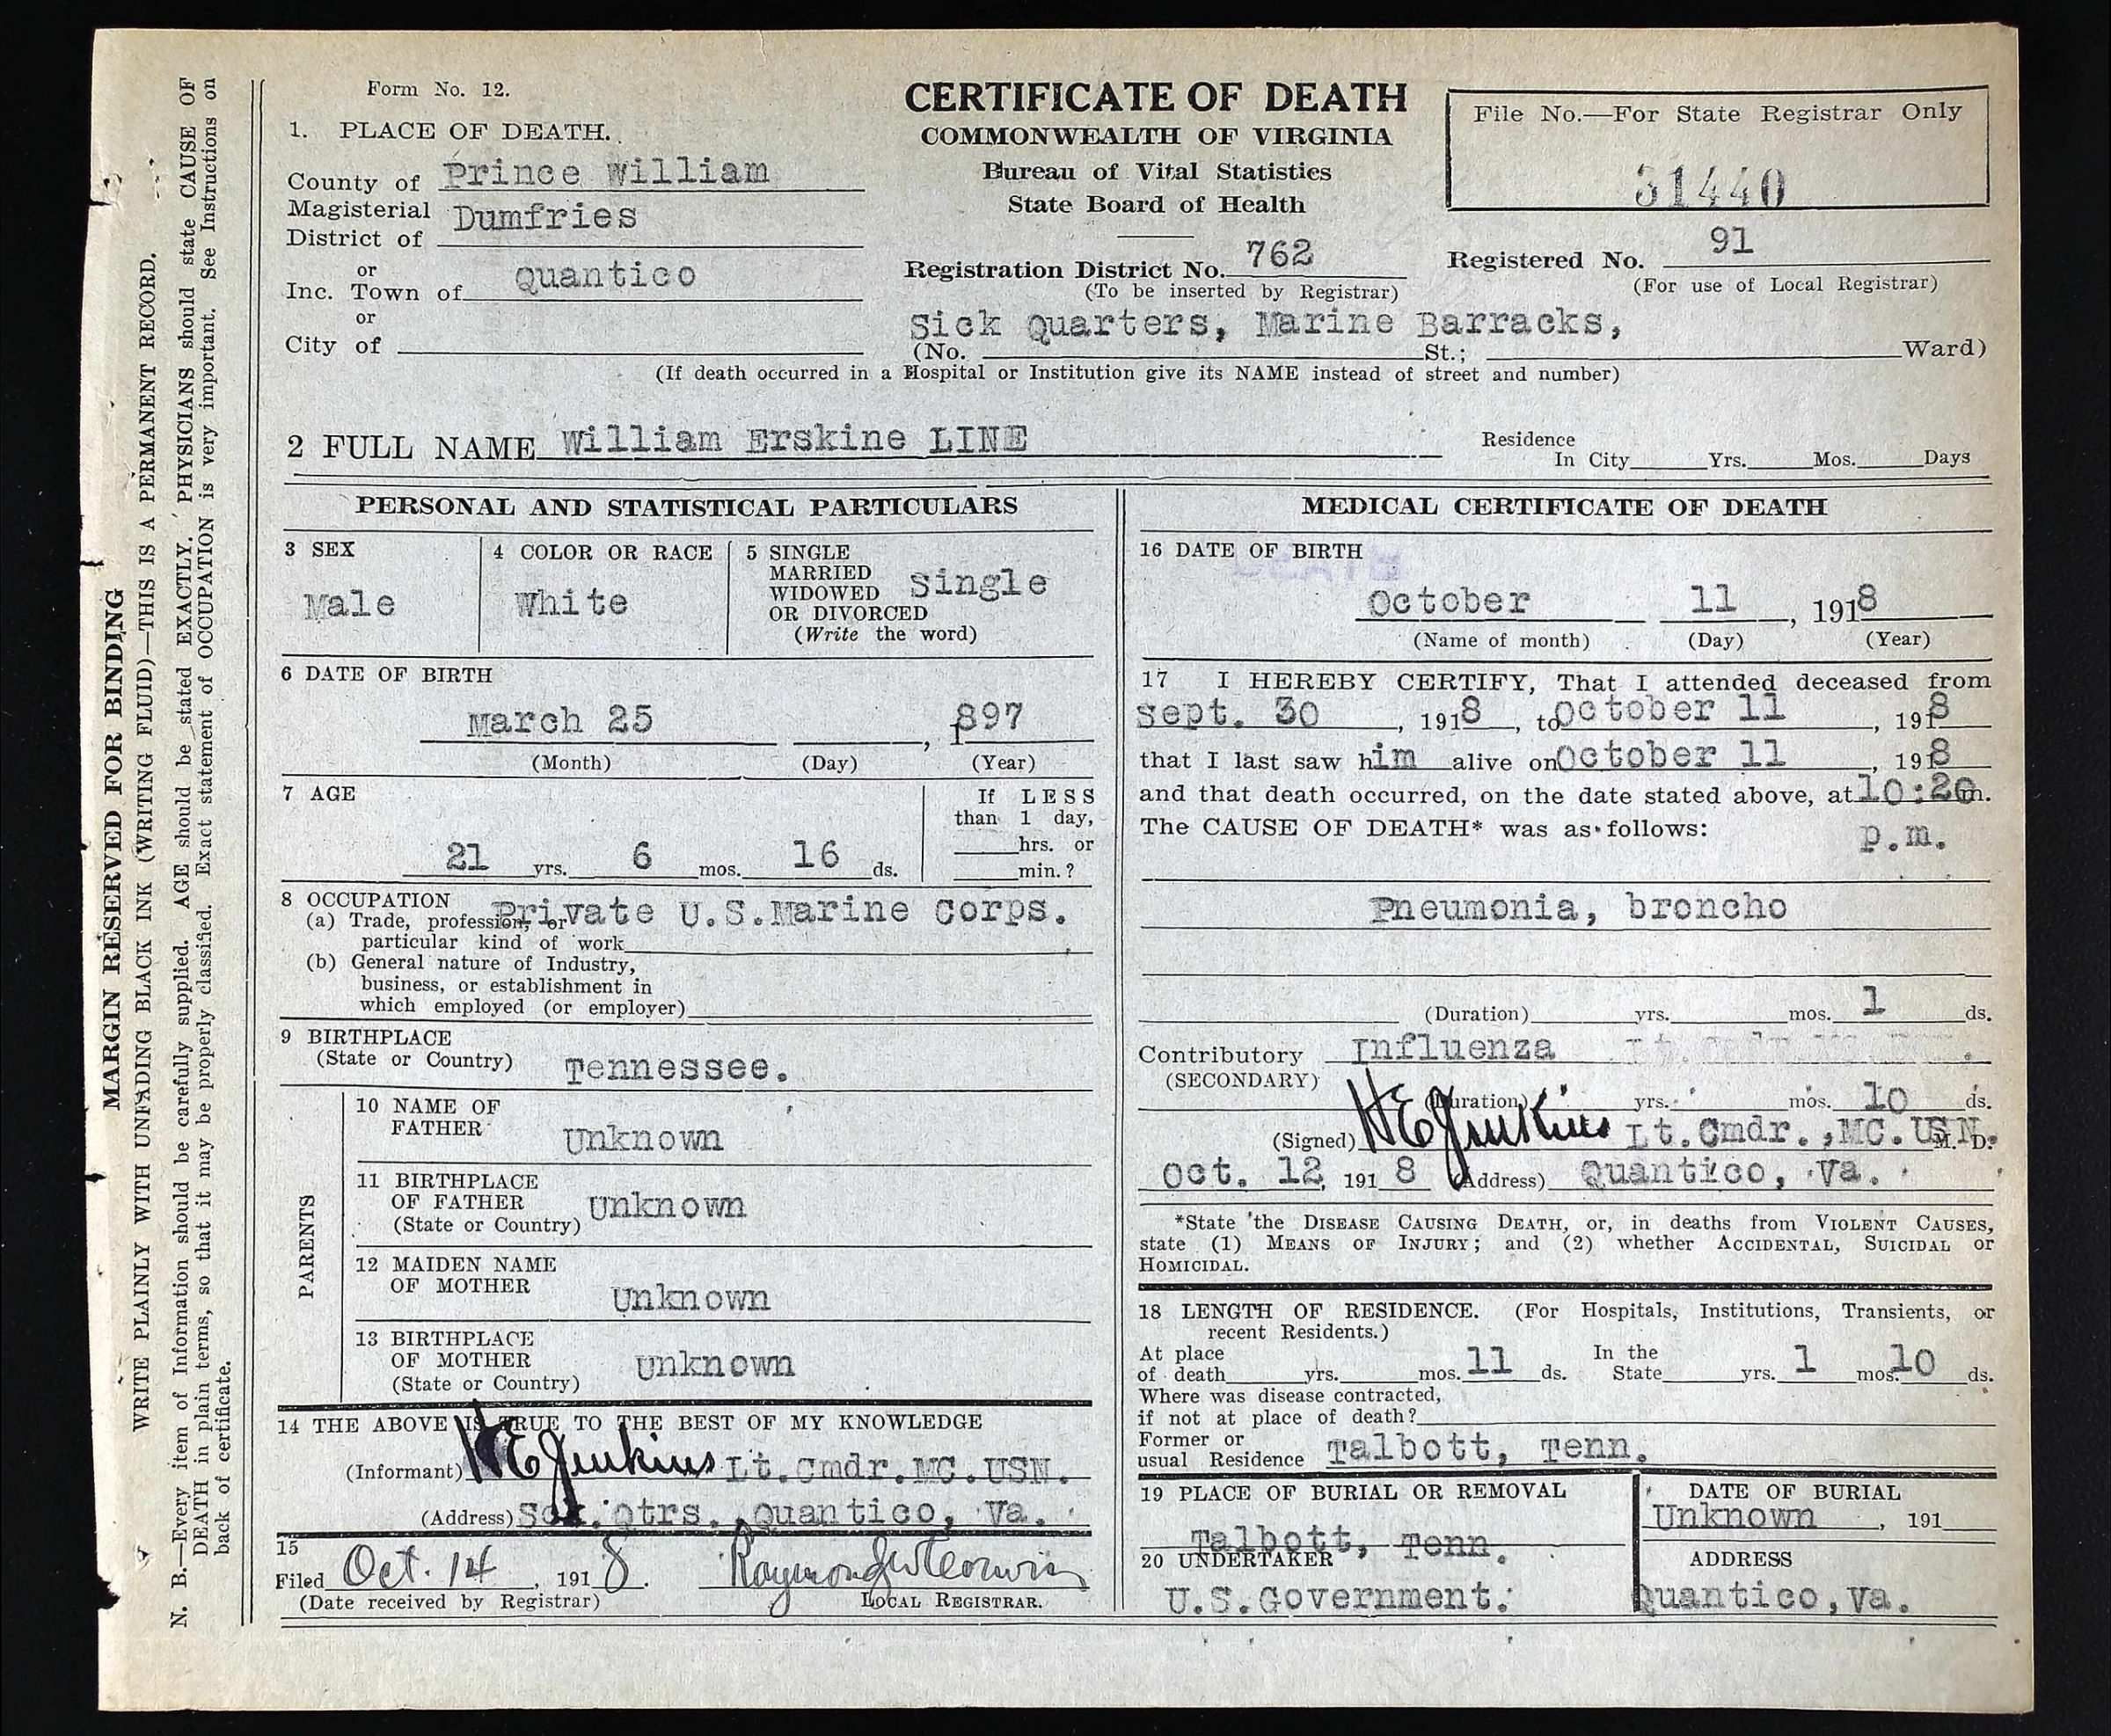 MARGIN RESERVED FOR BINDING
WRITE PLAINLY WITH UNFADING BLACK INK (WRITING FLUID)—THIS IS A PERMANENT RECORD.
N. B.—Every item of Information should be carefully supplied. AGE should be stated EXACTLY. PHYSICIANS should state CAUSE OF
DEATH in plain terms, so that it may be properly classified. Exact statement of OCCUPATION is very important. See Instructions on
back of certificate.
Form No. 12.
CERTIFICATE OF DEATH
COMMONWEALTH OF VIRGINIA
Bureau of Vital Statistics
State Board of Health
File No.—For State Registrar Only
31440
1. PLACE OF DEATH.
County of Prince William
Magisterial
District of Dumfries
or
Inc. Town of Quantico
or
City of
Registration District No. 762
(To be inserted by Registrar)
Registered No. 91
(For use of Local Registrar)
Sick Quarters, Marine Barracks,
(No. St.; Ward)
(If death occurred in a Hospital or Institution give its NAME instead of street and number)
2 FULL NAME William Erskine LINE
Residence
In City Yrs. Mos. Days
PERSONAL AND STATISTICAL PARTICULARS
3 SEX
Male
4 COLOR OR RACE
White
5 SINGLE
MARRIED
WIDOWED
OR DIVORCED
(Write the word)
Single
6 DATE OF BIRTH
March 25, 1897
(Month) (Day) (Year)
7 AGE
21 yrs. 6 mos. 16 ds.
If LESS
than 1 day,
hrs. or
min.?
8 OCCUPATION
(a) Trade, profession, or
particular kind of work
Private U.S.Marine Corps.
(b) General nature of Industry,
business, or establishment in
which employed (or employer)
9 BIRTHPLACE
(State or Country) Tennessee.
PARENTS
10 NAME OF
FATHER Unknown
11 BIRTHPLACE
OF FATHER
(State or Country) Unknown
12 MAIDEN NAME
OF MOTHER Unknown
13 BIRTHPLACE
OF MOTHER
(State or Country) Unknown
14 THE ABOVE IS TRUE TO THE BEST OF MY KNOWLEDGE
(Informant) H E Jenkins Lt.Cmdr.MC.USN.
(Address) Sck.Qtrs., Quantico, Va.
15
Filed Oct. 14, 1918.
(Date received by Registrar)
Raymond
LOCAL REGISTRAR.
MEDICAL CERTIFICATE OF DEATH
16 DATE OF BIRTH
DEATH
October 11, 1918
(Name of month) (Day) (Year)
17 I HEREBY CERTIFY, That I attended deceased from
Sept. 30, 1918, to October 11, 1918
that I last saw him alive on October 11, 1918
and that death occurred, on the date stated above, at 10:20 m.
The CAUSE OF DEATH* was as follows: p.m.
Pneumonia, broncho
(Duration) yrs. mos. 1 ds.
Contributory Influenza
(SECONDARY)
(Duration) yrs. mos. 10 ds.
(Signed) H E Jenkins Lt.Cmdr.,MC.USN. M. D.
Oct. 12, 1918 (Address) Quantico, Va.
*State the DISEASE CAUSING DEATH, or, in deaths from VIOLENT CAUSES,
state (1) MEANS OF INJURY; and (2) whether ACCIDENTAL, SUICIDAL or
HOMICIDAL.
18 LENGTH OF RESIDENCE. (For Hospitals, Institutions, Transients, or
recent Residents.)
At place
of death yrs. mos. 11 ds.
In the
State yrs. 1 mos. 10 ds.
Where was disease contracted,
if not at place of death?
Former or
usual Residence Talbott, Tenn.
19 PLACE OF BURIAL OR REMOVAL
Talbott, Tenn.
DATE OF BURIAL
Unknown, 191
20 UNDERTAKER
U.S.Government.
ADDRESS
Quantico,Va.